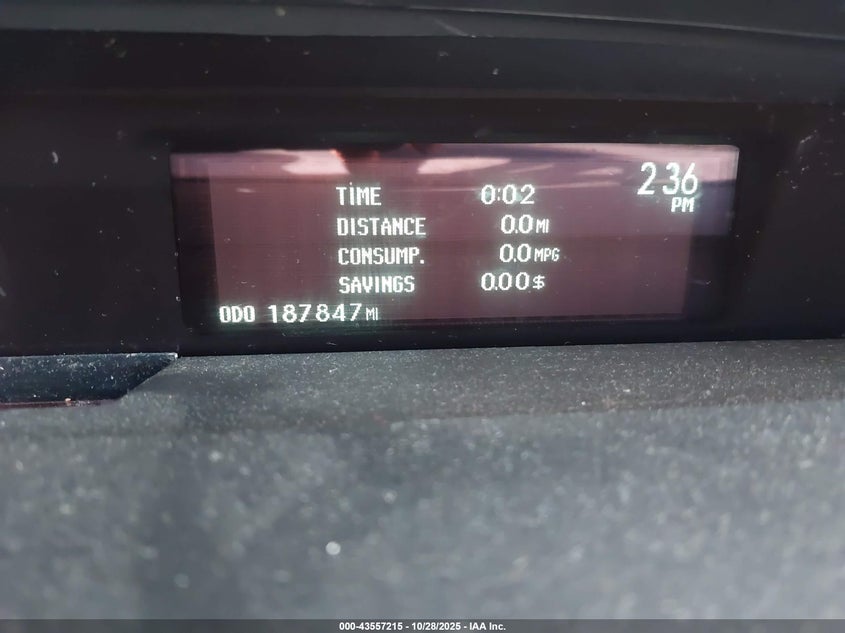 TIME 0:02 2:36
PM
DISTANCE 0.0 MI
CONSUMP. 0.0 MPG
SAVINGS 0.00 $
ODO 187847 MI
000-43557215 - 10/28/2025 - IAA Inc.